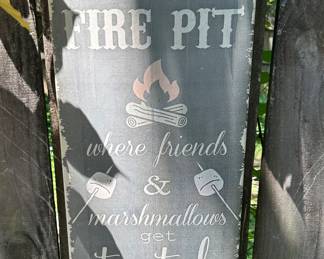 FIRE PIT
where friends
&
marshmallows
get